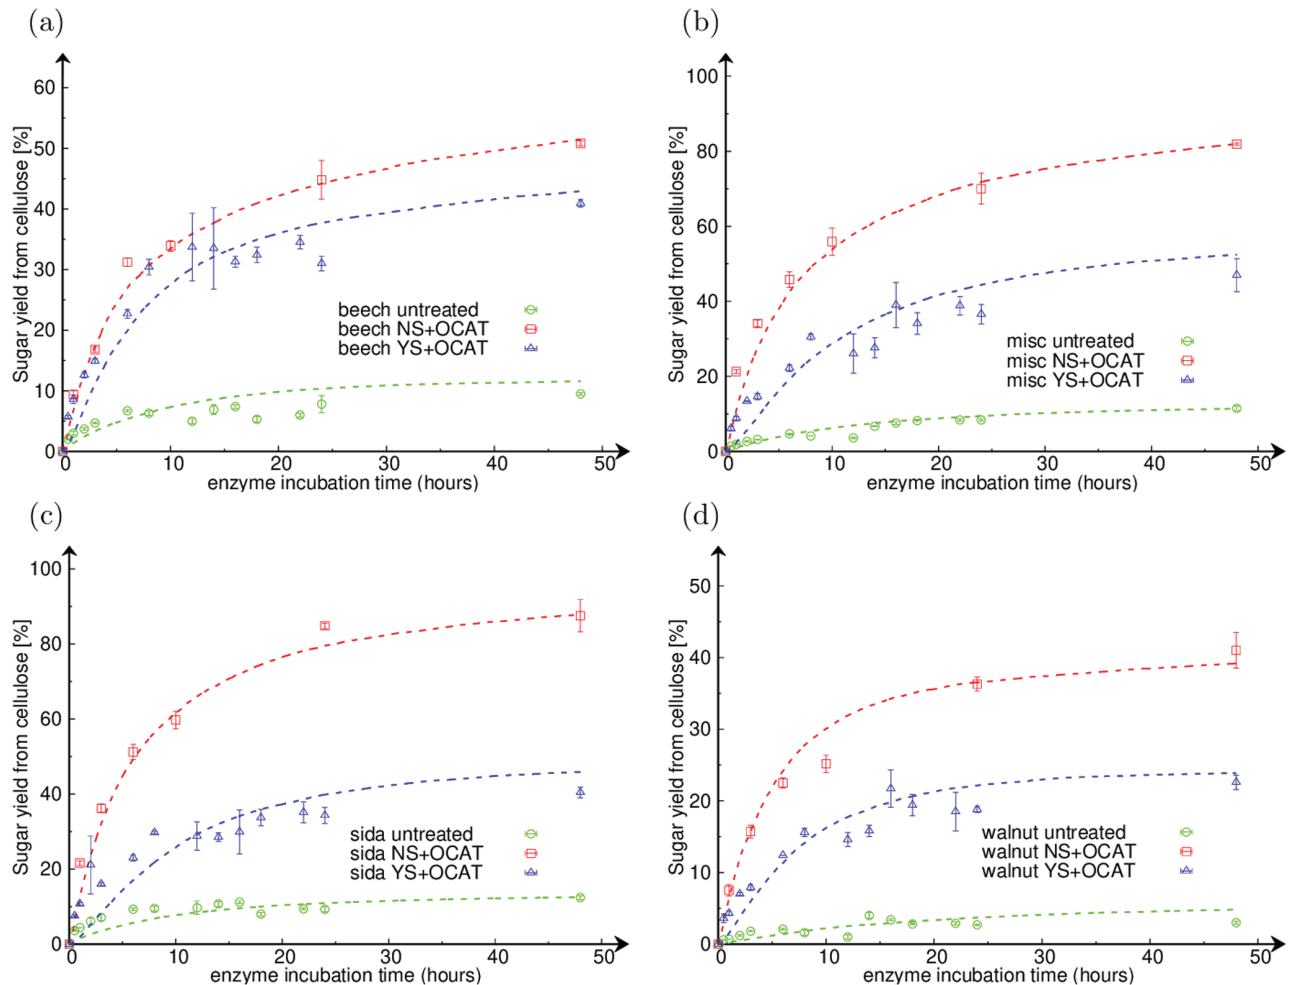 (a)
Sugar yield from cellulose [%]
60
50
40
30
20
10
0
0 10 20 30 40 50
enzyme incubation time (hours)
beech untreated
beech NS+OCAT
beech YS+OCAT
(b)
Sugar yield from cellulose [%]
100
80
60
40
20
0
0 10 20 30 40 50
enzyme incubation time (hours)
misc untreated
misc NS+OCAT
misc YS+OCAT
(c)
Sugar yield from cellulose [%]
100
80
60
40
20
0
0 10 20 30 40 50
enzyme incubation time (hours)
sida untreated
sida NS+OCAT
sida YS+OCAT
(d)
Sugar yield from cellulose [%]
50
40
30
20
10
0
0 10 20 30 40 50
enzyme incubation time (hours)
walnut untreated
walnut NS+OCAT
walnut YS+OCAT